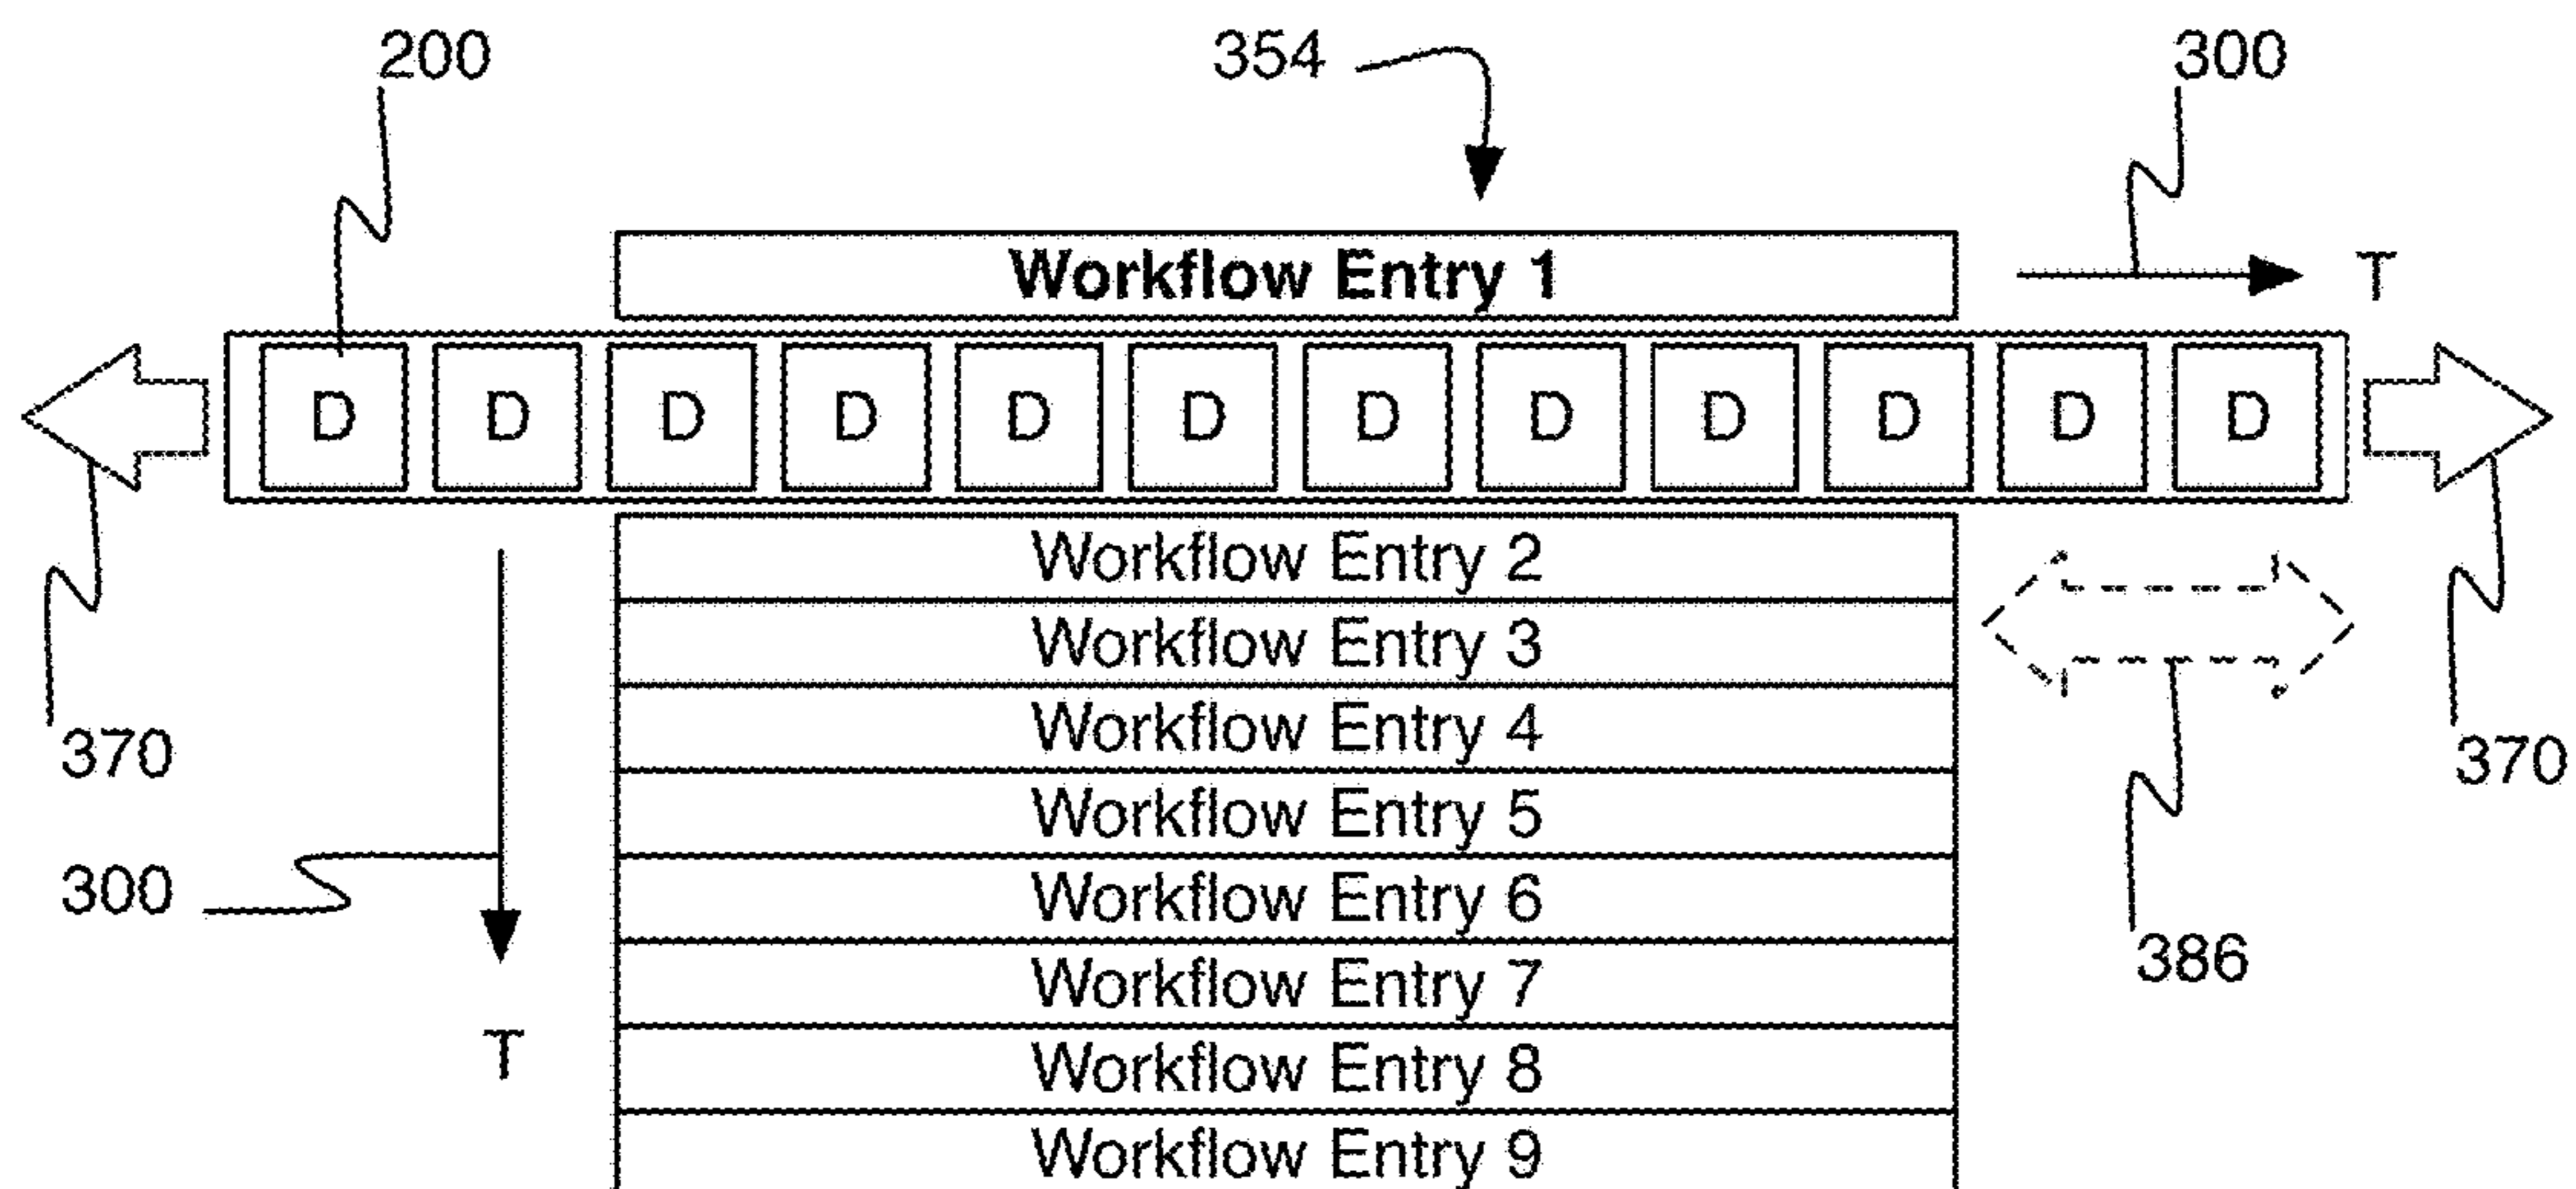 200
354
300
Workflow Entry 1
T
D D D D D D D D D D D D
Workflow Entry 2
Workflow Entry 3
Workflow Entry 4
370
370
Workflow Entry 5
300
Workflow Entry 6
386
Workflow Entry 7
T
Workflow Entry 8
Workflow Entry 9